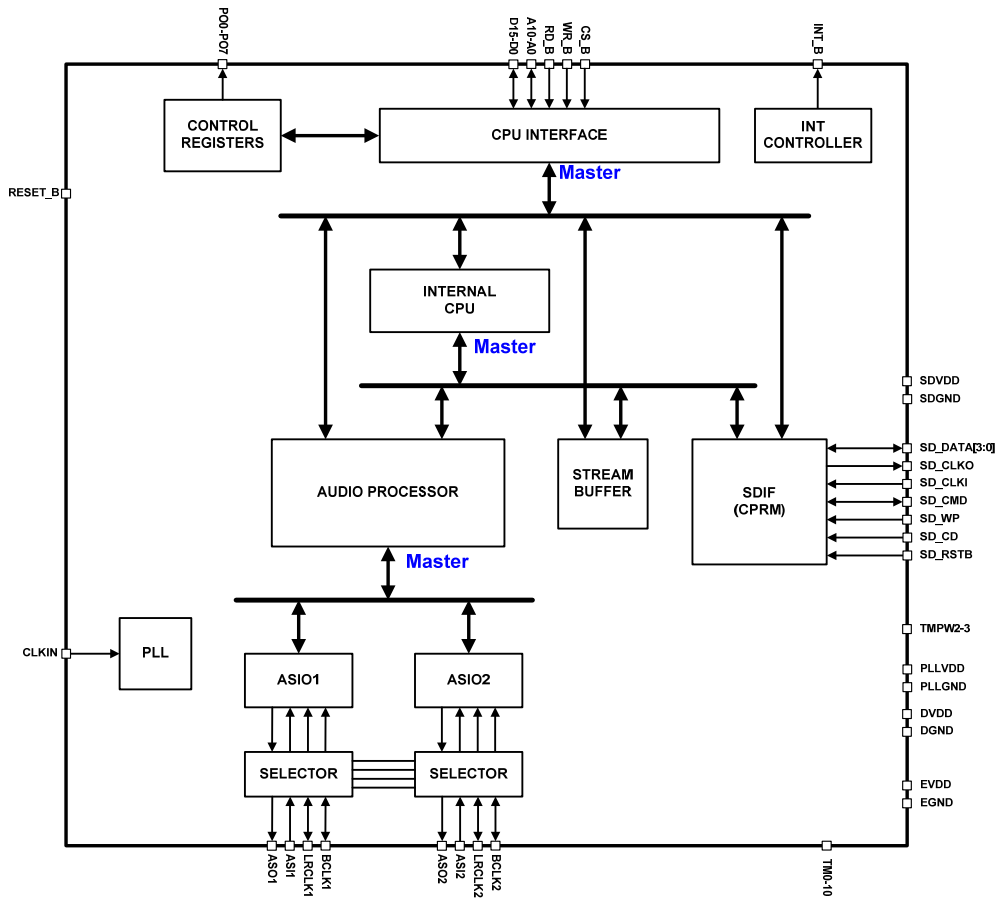 PO0-PO7
D15-D0
A10-A0
RD_B
WR_B
CS_B
INT_B
CONTROL
REGISTERS
CPU INTERFACE
INT
CONTROLLER
Master
RESET_B
INTERNAL
CPU
Master
SDVDD
SDGND
AUDIO PROCESSOR
STREAM
BUFFER
SDIF
(CPRM)
SD_DATA[3:0]
SD_CLKO
SD_CLKI
SD_CMD
SD_WP
SD_CD
SD_RSTB
Master
TMPW2-3
CLKIN
PLL
ASIO1
ASIO2
PLLVDD
PLLGND
DVDD
DGND
SELECTOR
SELECTOR
EVDD
EGND
ASO1
ASI1
LRCLK1
BCLK1
ASO2
ASI2
LRCLK2
BCLK2
TM0-10